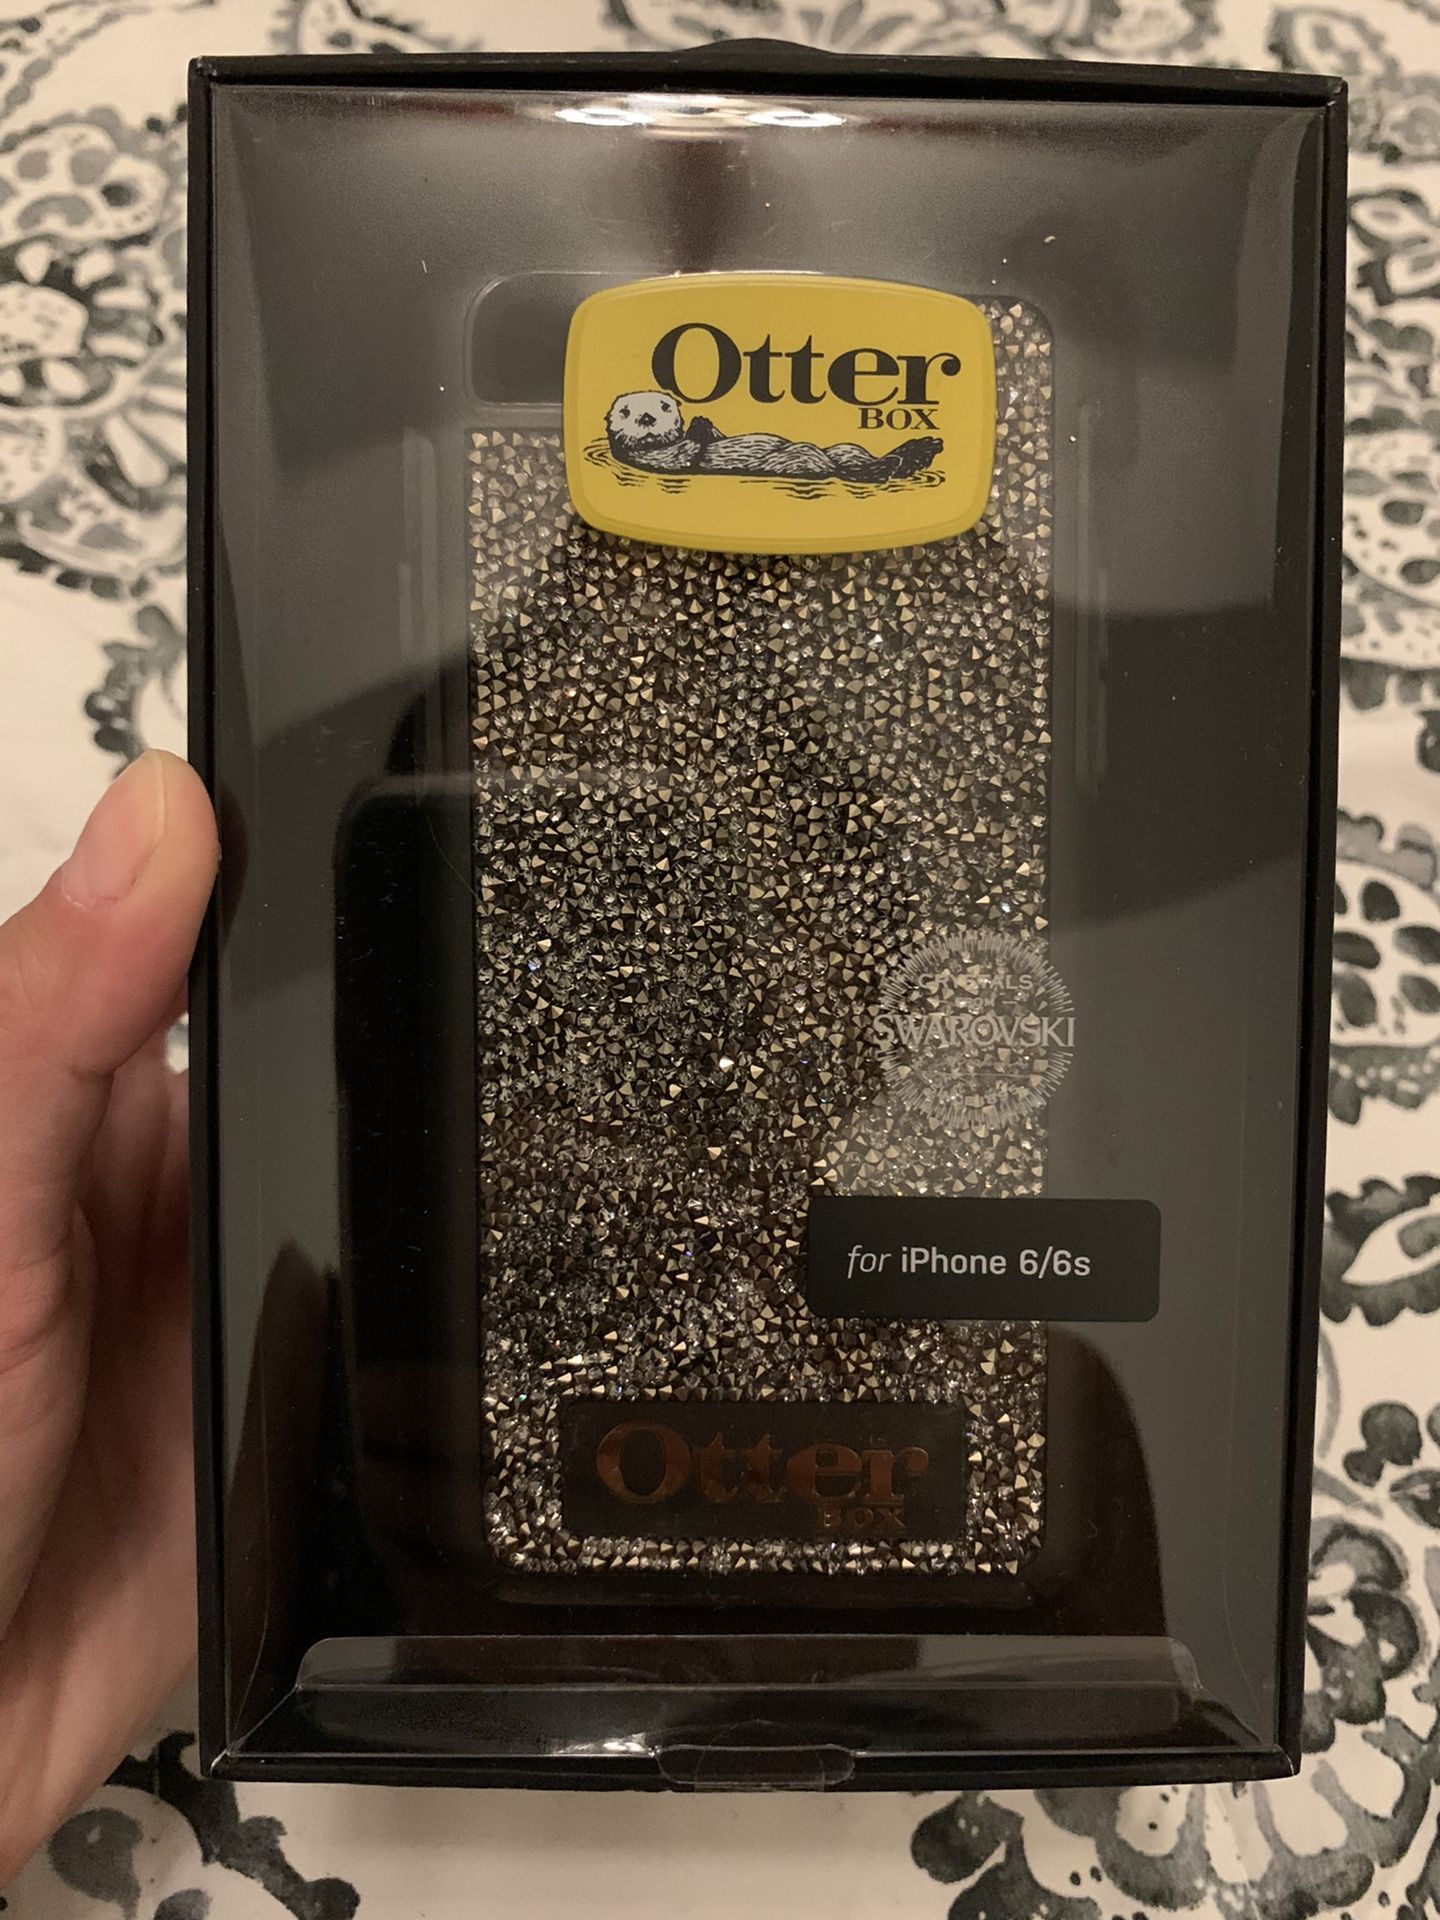 Otter
BOX
CRYSTALS
SWAROVSKI
for iPhone 6/6s
Otter
BOX